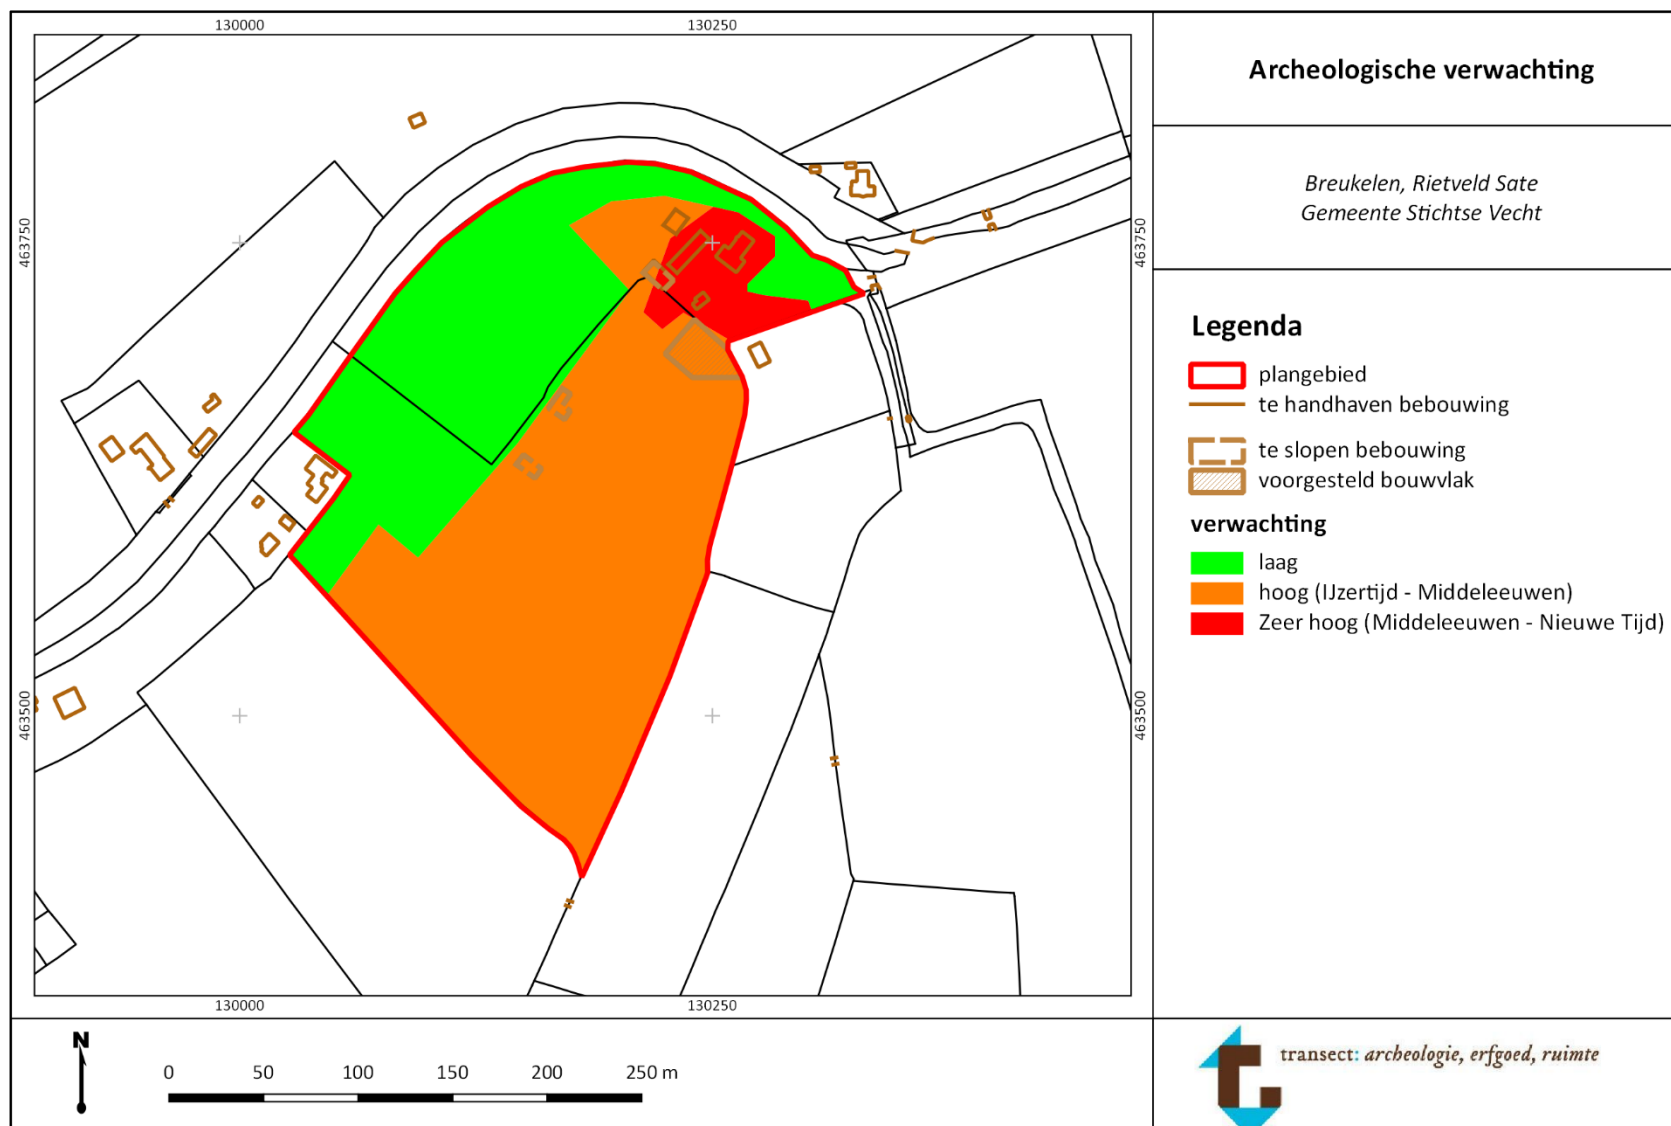 130000
130250
463750
463750
463500
463500
130000
130250
N
0
50
100
150
200
250 m
Archeologische verwachting
Breukelen, Rietveld Sate
Gemeente Stichtse Vecht
Legenda
plangebied
te handhaven bebouwing
te slopen bebouwing
voorgesteld bouwvlak
verwachting
laag
hoog (IJzertijd - Middeleeuwen)
Zeer hoog (Middeleeuwen - Nieuwe Tijd)
transect: archeologie, erfgoed, ruimte